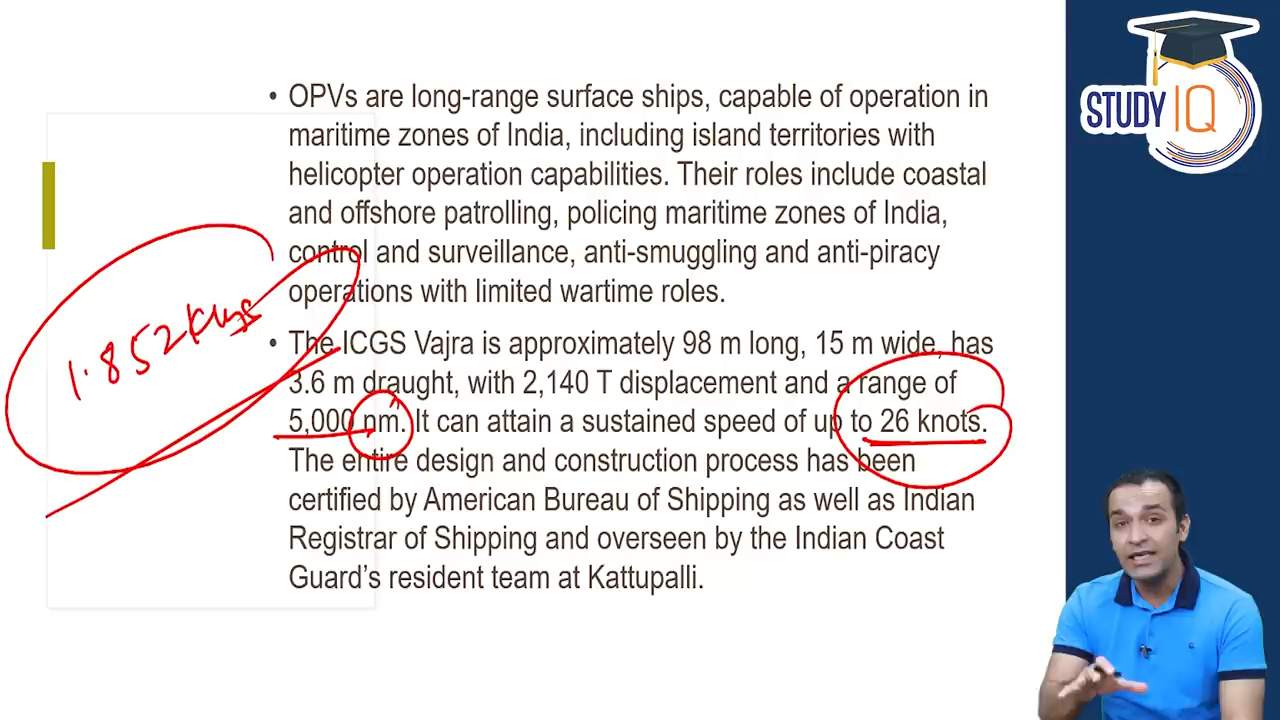 • OPVs are long-range surface ships, capable of operation in
maritime zones of India, including island territories with
helicopter operation capabilities. Their roles include coastal
and offshore patrolling, policing maritime zones of India,
control and surveillance, anti-smuggling and anti-piracy
operations with limited wartime roles.
• The ICGS Vajra is approximately 98 m long, 15 m wide, has
3.6 m draught, with 2,140 T displacement and a range of
5,000 nm. It can attain a sustained speed of up to 26 knots.
The entire design and construction process has been
certified by American Bureau of Shipping as well as Indian
Registrar of Shipping and overseen by the Indian Coast
Guard's resident team at Kattupalli.
1.852 Kms
STUDY IQ